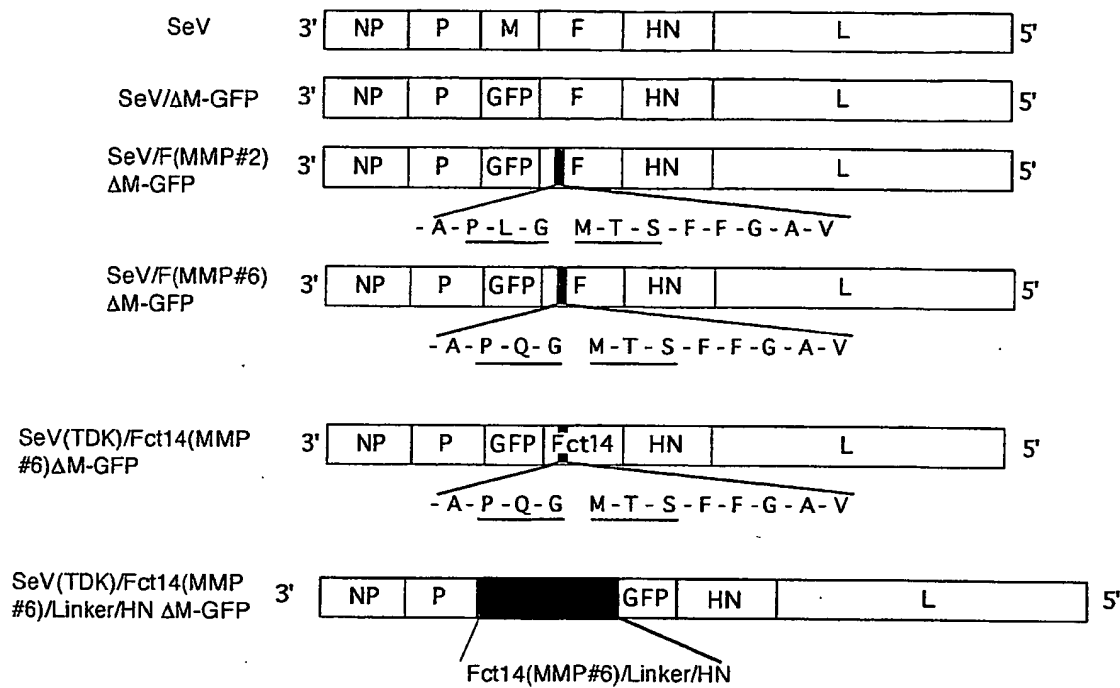 SeV 3' NP P M F HN L 5'
SeV/ΔM-GFP 3' NP P GFP F HN L 5'
SeV/F(MMP#2)
ΔM-GFP
3' NP P GFP F HN L 5'
-A-P-L-G M-T-S-F-F-G-A-V
SeV/F(MMP#6)
ΔM-GFP
3' NP P GFP F HN L 5'
-A-P-Q-G M-T-S-F-F-G-A-V
SeV(TDK)/Fct14(MMP
#6)ΔM-GFP
3' NP P GFP Fct14 HN L 5'
-A-P-Q-G M-T-S-F-F-G-A-V
SeV(TDK)/Fct14(MMP
#6)/Linker/HN ΔM-GFP
3' NP P GFP HN L 5'
Fct14(MMP#6)/Linker/HN